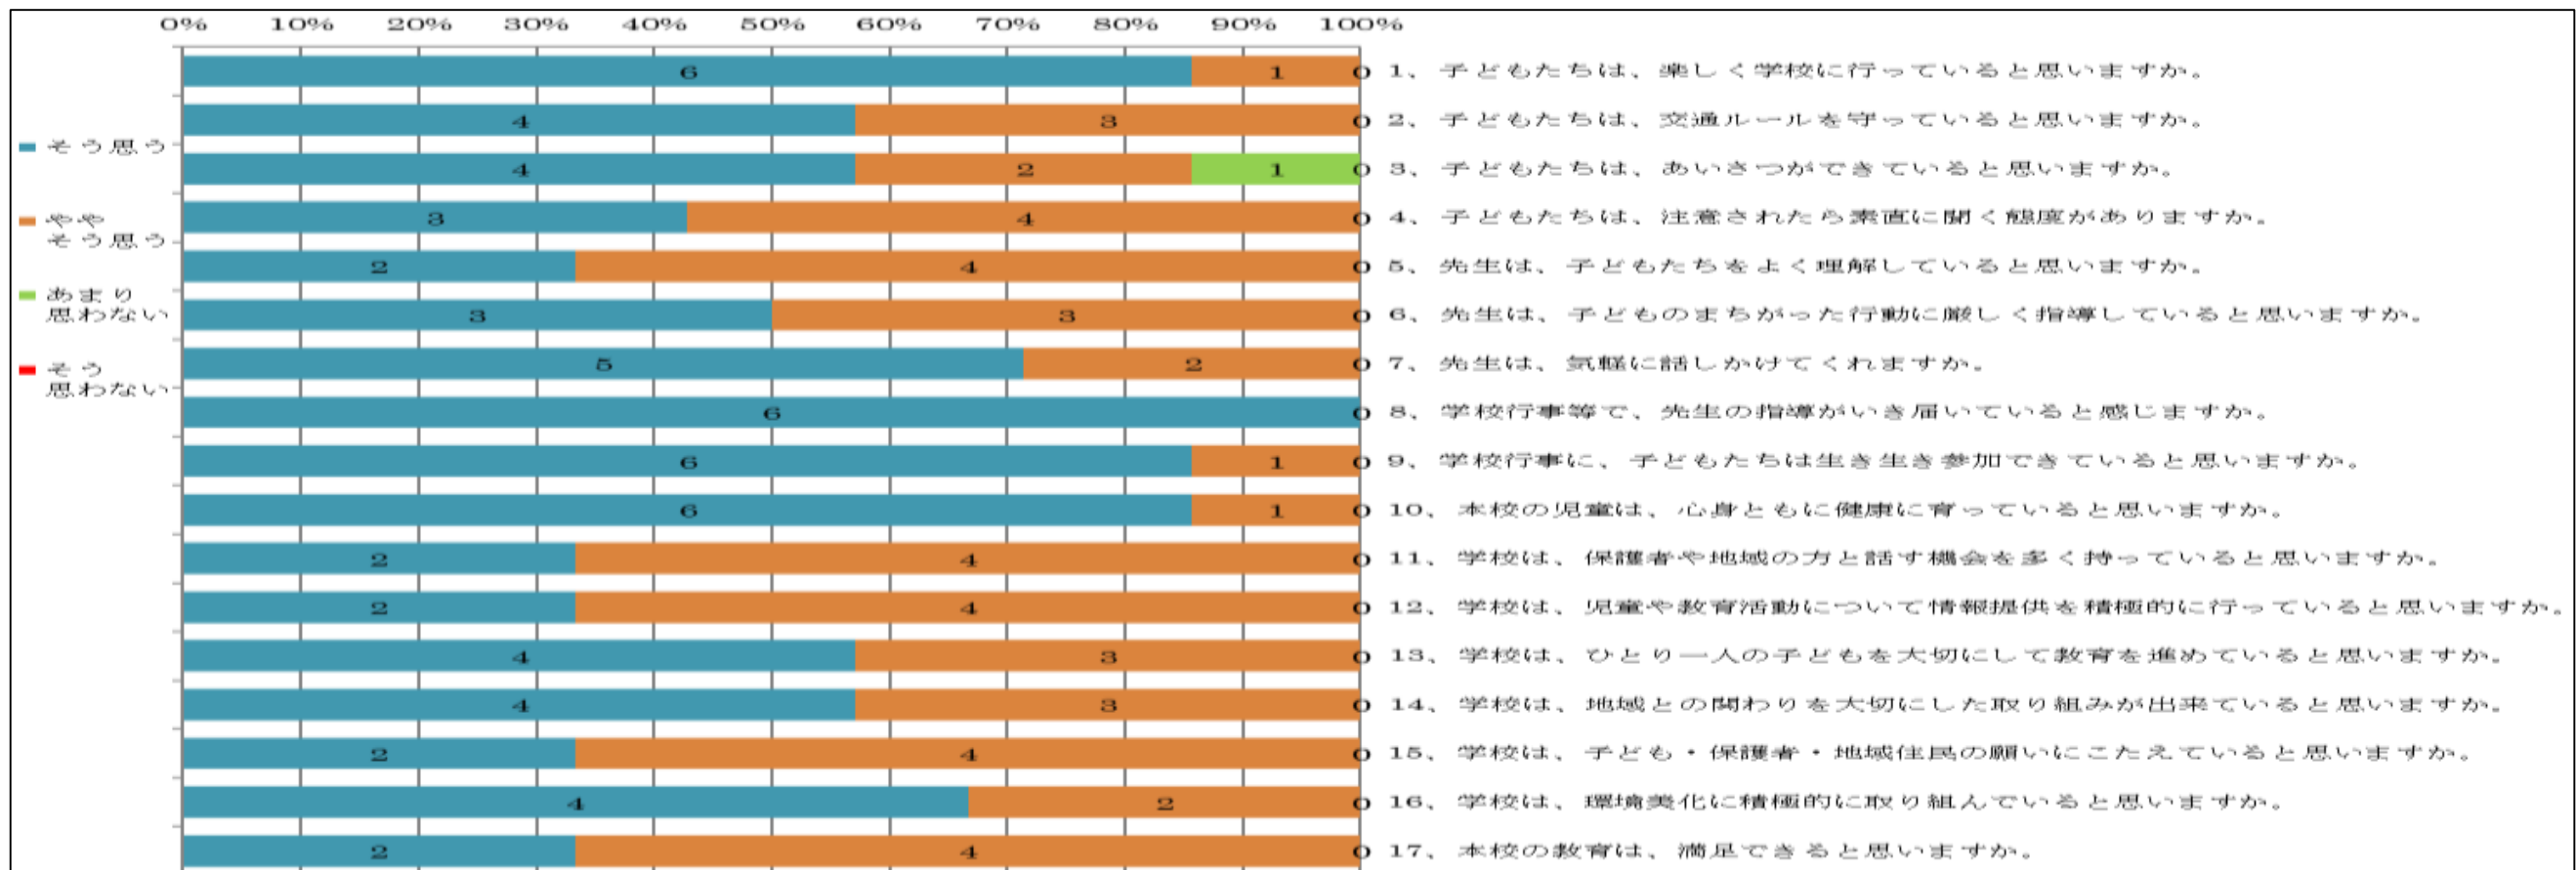 0% 10% 20% 30% 40% 50% 60% 70% 80% 90% 100%
そう思う
やや
そう思う
あまり
思わない
そう
思わない
6 1 0 1、子どもたちは、楽しく学校に行っていると思いますか。
4 3 0 2、子どもたちは、交通ルールを守っていると思いますか。
4 2 1 0 3、子どもたちは、あいさつができていると思いますか。
3 4 0 4、子どもたちは、注意されたら素直に聞く態度がありますか。
2 4 0 5、先生は、子どもたちをよく理解していると思いますか。
3 3 0 6、先生は、子どものまちがった行動に厳しく指導していると思いますか。
5 2 0 7、先生は、気軽に話しかけてくれますか。
6 0 8、学校行事等で、先生の指導がいき届いていると感じますか。
6 1 0 9、学校行事に、子どもたちは生き生き参加できていると思いますか。
6 1 0 10、本校の児童は、心身ともに健康に育っていると思いますか。
2 4 0 11、学校は、保護者や地域の方と話す機会を多く持っていると思いますか。
2 4 0 12、学校は、児童や教育活動について情報提供を積極的に行っていると思いますか。
4 3 0 13、学校は、ひとり一人の子どもを大切にして教育を進めていると思いますか。
4 3 0 14、学校は、地域との関わりを大切にした取り組みが出来ていると思いますか。
2 4 0 15、学校は、子ども・保護者・地域住民の願いにこたえていると思いますか。
4 2 0 16、学校は、環境美化に積極的に取り組んでいると思いますか。
2 4 0 17、本校の教育は、満足できると思いますか。